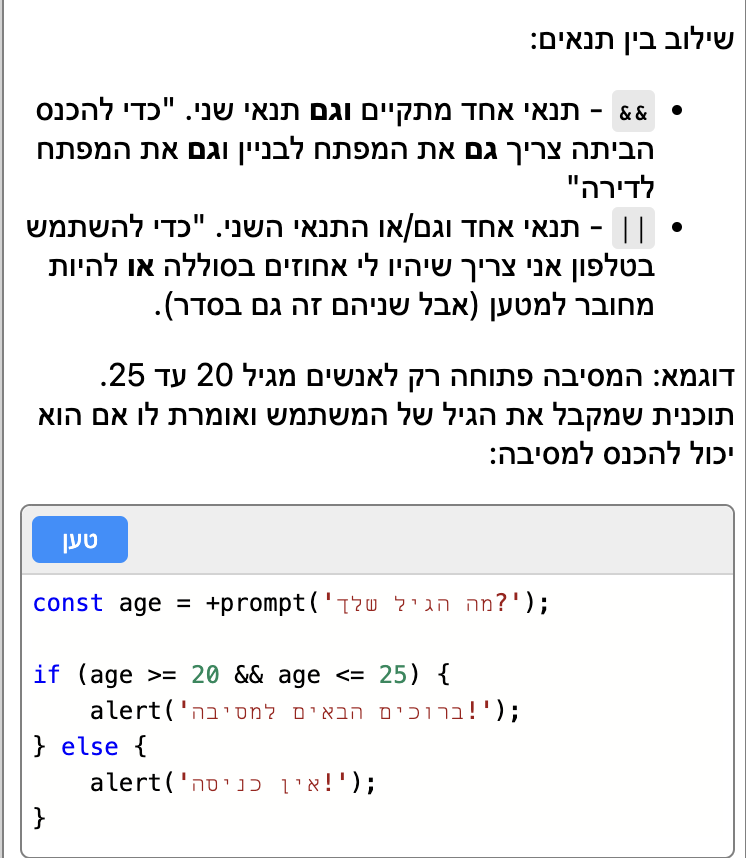 שילוב בין תנאים:
&& - תנאי אחד מתקיים וגם תנאי שני. "כדי להכנס
הביתה צריך גם את המפתח לבניין וגם את המפתח
לדירה"
|| - תנאי אחד וגם/או התנאי השני. "כדי להשתמש
בטלפון אני צריך שיהיו לי אחוזים בסוללה או להיות
מחובר למטען (אבל שניהם זה גם בסדר).
דוגמא: המסיבה פתוחה רק לאנשים מגיל 20 עד 25.
תוכנית שמקבל את הגיל של המשתמש ואומרת לו אם הוא
יכול להכנס למסיבה:
טען
const age = +prompt('מה הגיל שלך?');
if (age >= 20 && age <= 25) {
    alert('ברוכים הבאים למסיבה!');
} else {
    alert('אין כניסה!');
}